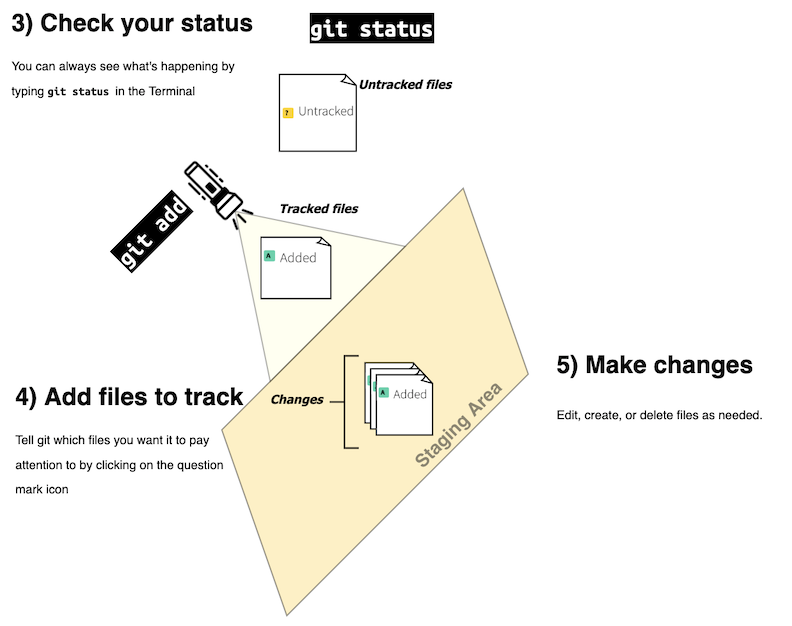 3) Check your status
git status
You can always see what's happening by
typing git status in the Terminal
Untracked files
? Untracked
git add
Tracked files
A Added
4) Add files to track
Tell git which files you want it to pay
attention to by clicking on the question
mark icon
Changes
A Added
Staging Area
5) Make changes
Edit, create, or delete files as needed.